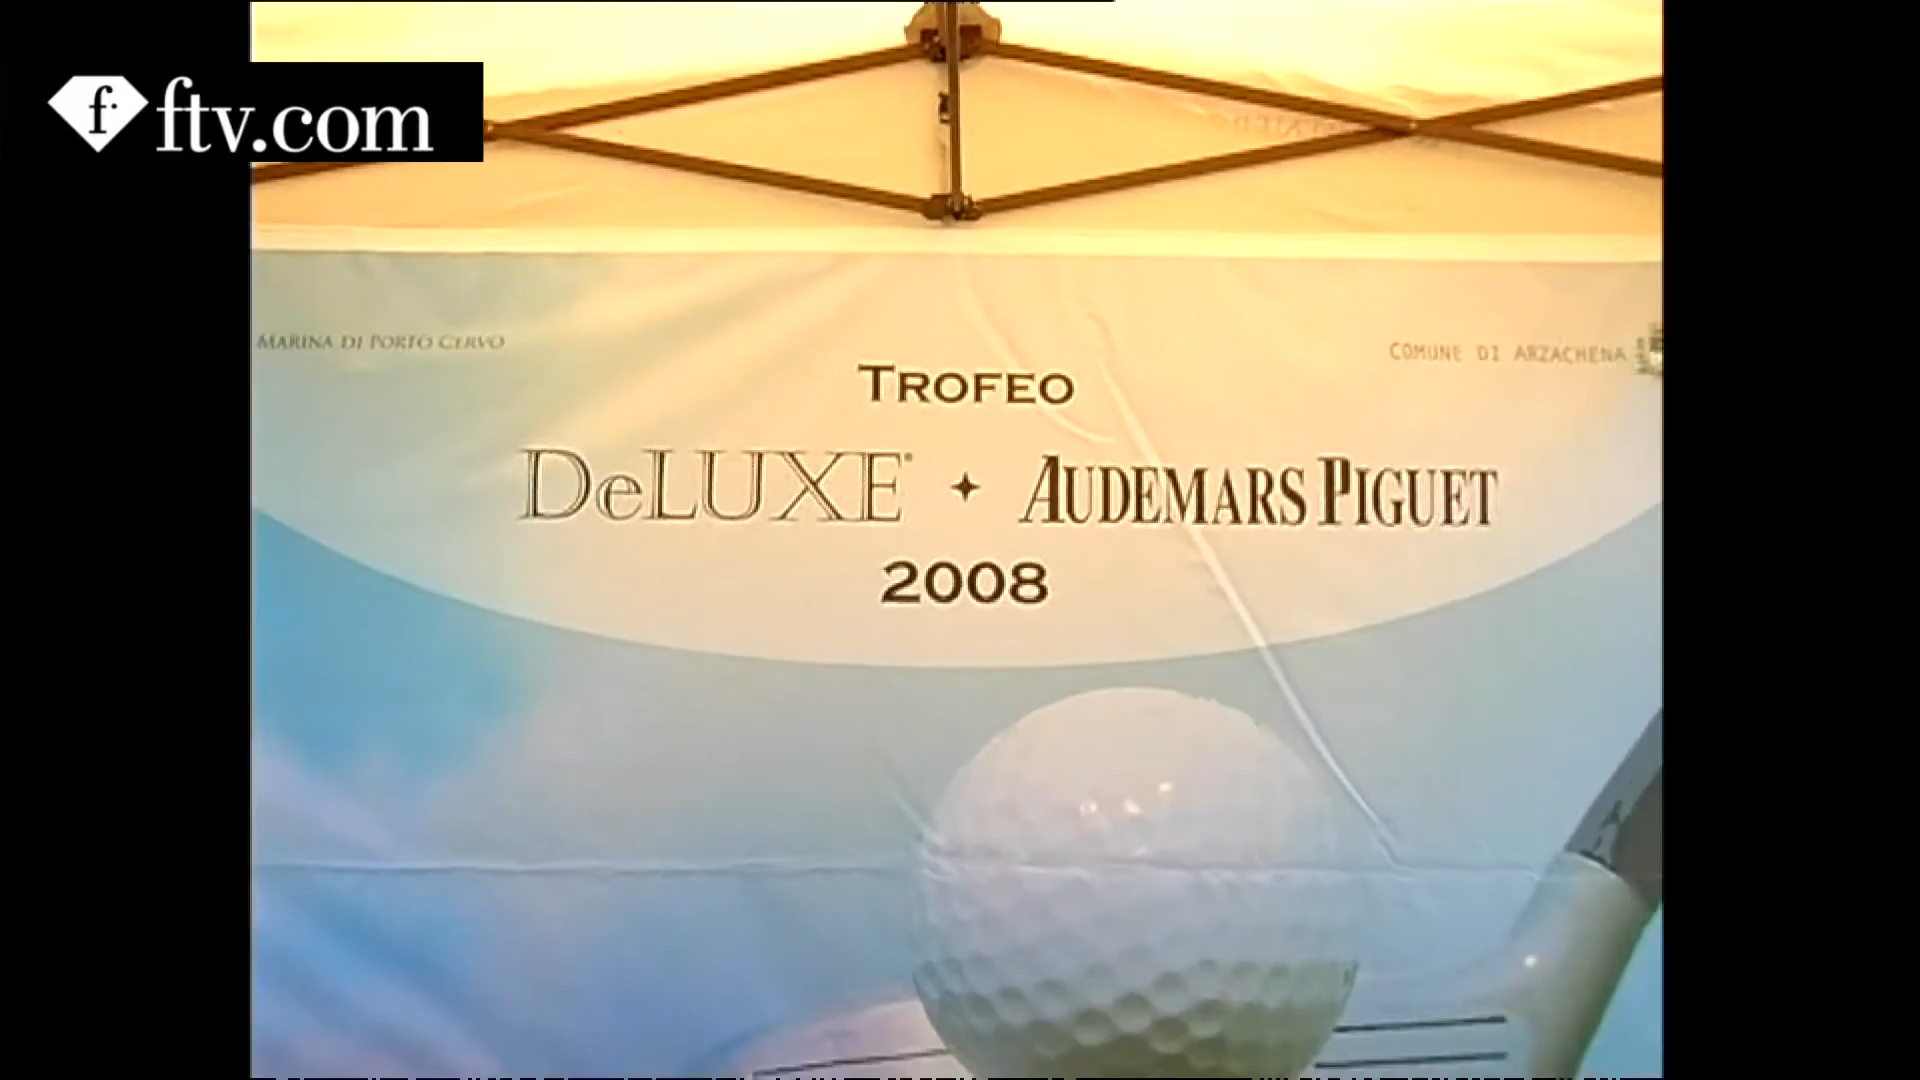 f
ftv.com
MARINA DI PORTO CERVO
COMUNE DI ARZACHENA
TROFEO
DeLUXE ✦ AUDEMARS PIGUET
2008